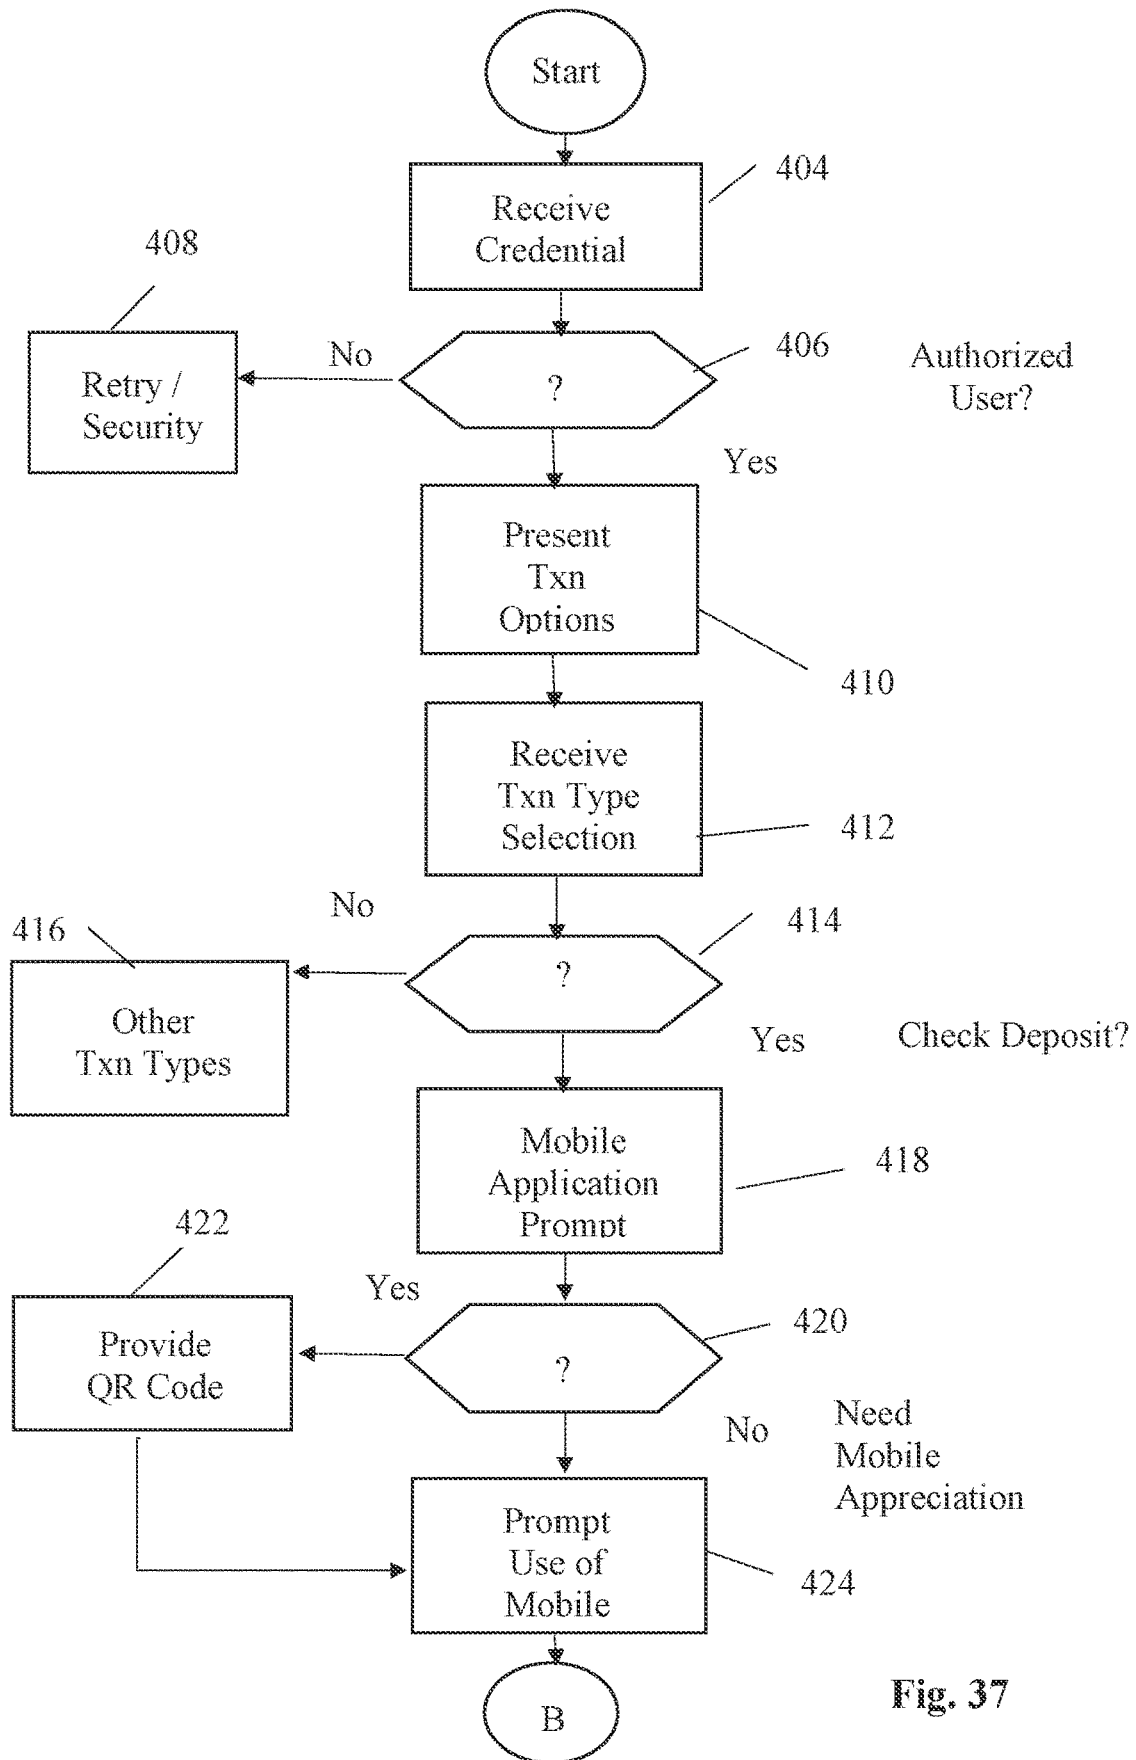 Start
404
Receive
Credential
408
No
406
Authorized
User?
Retry /
Security
?
Yes
Present
Txn
Options
410
Receive
Txn Type
Selection
412
No
414
416
?
Other
Txn Types
Yes
Check Deposit?
Mobile
Application
Prompt
418
422
Yes
420
Provide
QR Code
?
No
Need
Mobile
Appreciation
Prompt
Use of
Mobile
424
B
Fig. 37